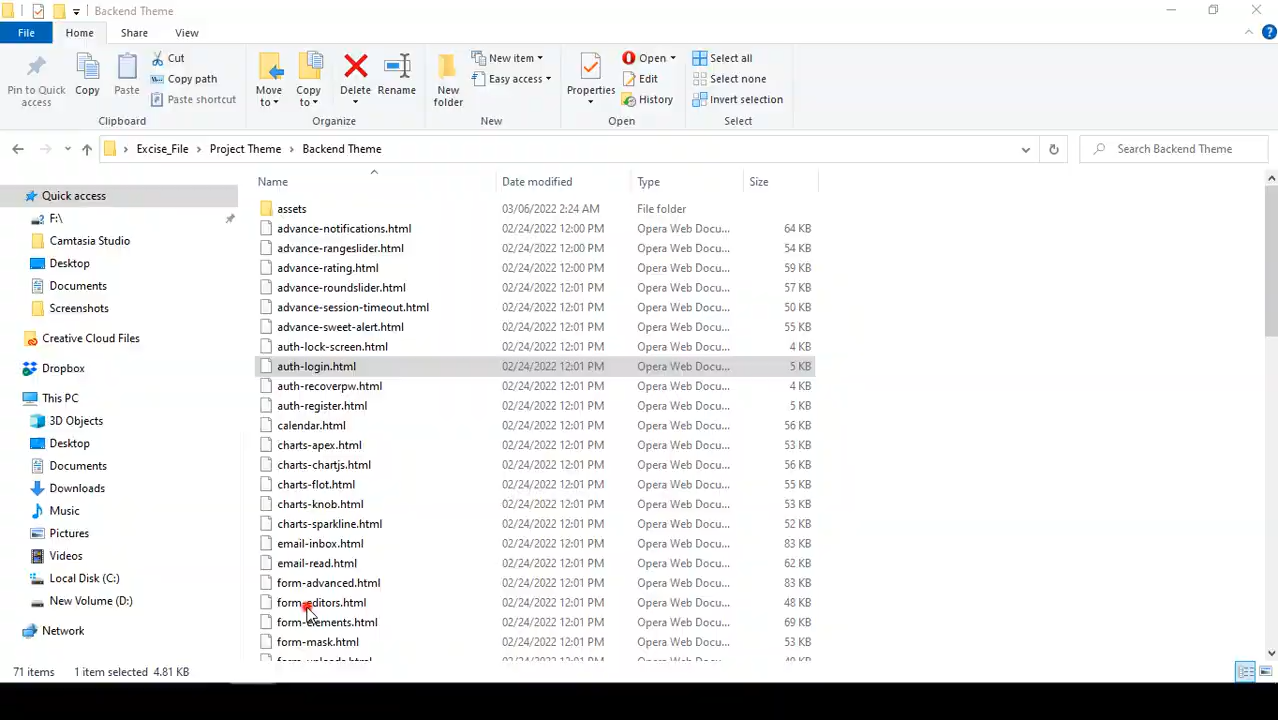 Backend Theme
File Home Share View
Pin to Quick access
Copy
Paste
Cut
Copy path
Paste shortcut
Clipboard
Move to
Copy to
Delete
Rename
Organize
New folder
New item
Easy access
New
Properties
Open
Edit
History
Open
Select all
Select none
Invert selection
Select
Excise_File > Project Theme > Backend Theme
Search Backend Theme
Quick access
F:\
Camtasia Studio
Desktop
Documents
Screenshots
Creative Cloud Files
Dropbox
This PC
3D Objects
Desktop
Documents
Downloads
Music
Pictures
Videos
Local Disk (C:)
New Volume (D:)
Network
Name Date modified Type Size
assets 03/06/2022 2:24 AM File folder
advance-notifications.html 02/24/2022 12:00 PM Opera Web Docu... 64 KB
advance-rangeslider.html 02/24/2022 12:00 PM Opera Web Docu... 54 KB
advance-rating.html 02/24/2022 12:00 PM Opera Web Docu... 59 KB
advance-roundslider.html 02/24/2022 12:01 PM Opera Web Docu... 57 KB
advance-session-timeout.html 02/24/2022 12:01 PM Opera Web Docu... 50 KB
advance-sweet-alert.html 02/24/2022 12:01 PM Opera Web Docu... 55 KB
auth-lock-screen.html 02/24/2022 12:01 PM Opera Web Docu... 4 KB
auth-login.html 02/24/2022 12:01 PM Opera Web Docu... 5 KB
auth-recoverpw.html 02/24/2022 12:01 PM Opera Web Docu... 4 KB
auth-register.html 02/24/2022 12:01 PM Opera Web Docu... 5 KB
calendar.html 02/24/2022 12:01 PM Opera Web Docu... 56 KB
charts-apex.html 02/24/2022 12:01 PM Opera Web Docu... 53 KB
charts-chartjs.html 02/24/2022 12:01 PM Opera Web Docu... 56 KB
charts-flot.html 02/24/2022 12:01 PM Opera Web Docu... 55 KB
charts-knob.html 02/24/2022 12:01 PM Opera Web Docu... 53 KB
charts-sparkline.html 02/24/2022 12:01 PM Opera Web Docu... 52 KB
email-inbox.html 02/24/2022 12:01 PM Opera Web Docu... 83 KB
email-read.html 02/24/2022 12:01 PM Opera Web Docu... 62 KB
form-advanced.html 02/24/2022 12:01 PM Opera Web Docu... 83 KB
form-editors.html 02/24/2022 12:01 PM Opera Web Docu... 48 KB
form-elements.html 02/24/2022 12:01 PM Opera Web Docu... 69 KB
form-mask.html 02/24/2022 12:01 PM Opera Web Docu... 53 KB
71 items 1 item selected 4.81 KB